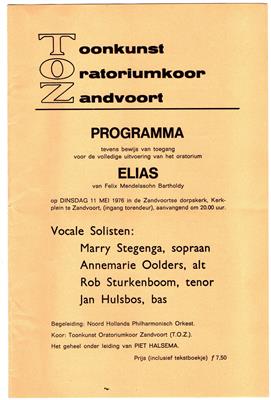 Toonkunst
Oratoriumkoor
Zandvoort
PROGRAMMA
tevens bewijs van toegang
voor de volledige uitvoering van het oratorium
ELIAS
van Felix Mendelssohn Bartholdy
op DINSDAG 11 MEI 1976 in de Zandvoortse dorpskerk, Kerk-
plein te Zandvoort, (ingang torendeur), aanvangend om 20.00 uur.
Vocale Solisten:
Marry Stegenga, sopraan
Annemarie Oolders, alt
Rob Sturkenboom, tenor
Jan Hulsbos, bas
Begeleiding: Noord Hollands Philharmonisch Orkest.
Koor: Toonkunst Oratoriumkoor Zandvoort (T.O.Z.).
Het geheel onder leiding van PIET HALSEMA.
Prijs (inclusief tekstboekje) ƒ 7,50